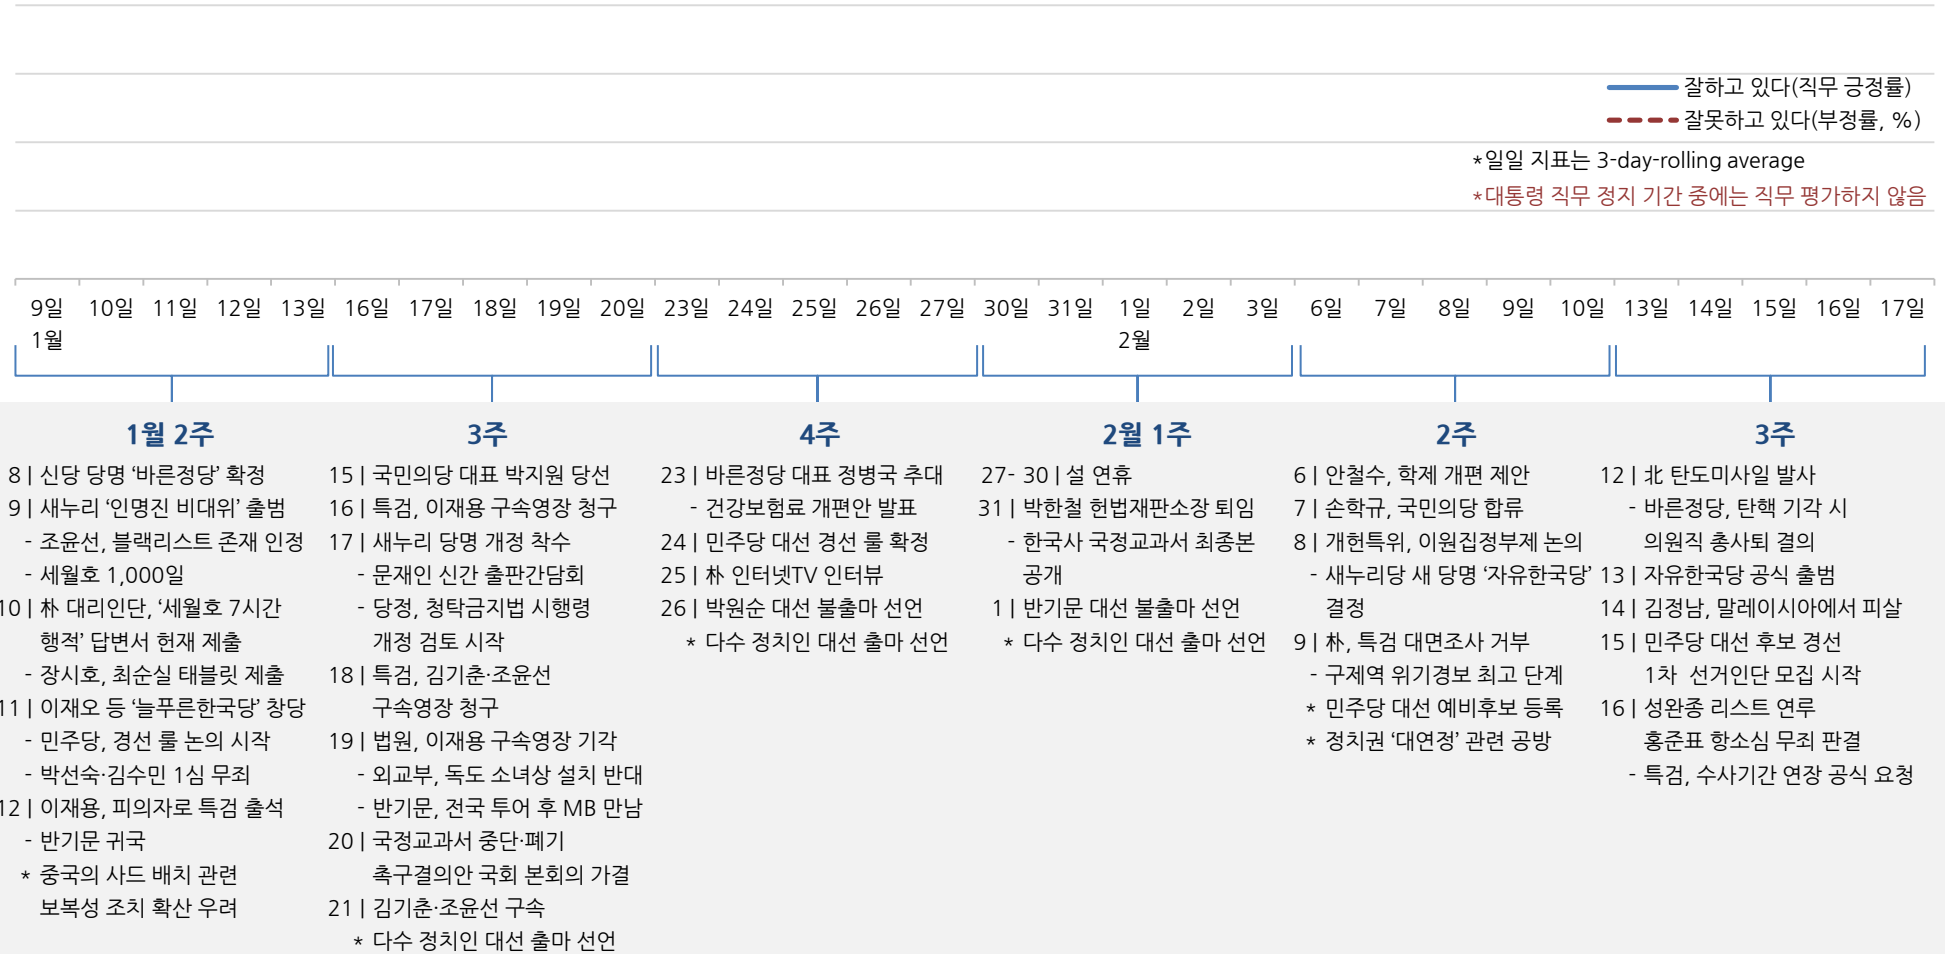 잘하고 있다(직무 긍정률)
잘못하고 있다(부정률, %)
*일일 지표는 3-day-rolling average
*대통령 직무 정지 기간 중에는 직무 평가하지 않음
9일 10일 11일 12일 13일 16일 17일 18일 19일 20일 23일 24일 25일 26일 27일 30일 31일 1일 2일 3일 6일 7일 8일 9일 10일 13일 14일 15일 16일 17일
1월 2월
1월 2주
8 | 신당 당명 ‘바른정당’ 확정
9 | 새누리 ‘인명진 비대위’ 출범
- 조윤선, 블랙리스트 존재 인정
- 세월호 1,000일
10 | 朴 대리인단, ‘세월호 7시간
행적’ 답변서 헌재 제출
- 장시호, 최순실 태블릿 제출
11 | 이재오 등 ‘늘푸른한국당’ 창당
- 민주당, 경선 룰 논의 시작
- 박선숙·김수민 1심 무죄
12 | 이재용, 피의자로 특검 출석
- 반기문 귀국
* 중국의 사드 배치 관련
보복성 조치 확산 우려
3주
15 | 국민의당 대표 박지원 당선
16 | 특검, 이재용 구속영장 청구
17 | 새누리 당명 개정 착수
- 문재인 신간 출판간담회
- 당정, 청탁금지법 시행령
개정 검토 시작
18 | 특검, 김기춘·조윤선
구속영장 청구
19 | 법원, 이재용 구속영장 기각
- 외교부, 독도 소녀상 설치 반대
- 반기문, 전국 투어 후 MB 만남
20 | 국정교과서 중단·폐기
촉구결의안 국회 본회의 가결
21 | 김기춘·조윤선 구속
* 다수 정치인 대선 출마 선언
4주
23 | 바른정당 대표 정병국 추대
- 건강보험료 개편안 발표
24 | 민주당 대선 경선 룰 확정
25 | 朴 인터넷TV 인터뷰
26 | 박원순 대선 불출마 선언
* 다수 정치인 대선 출마 선언
2월 1주
27- 30 | 설 연휴
31 | 박한철 헌법재판소장 퇴임
- 한국사 국정교과서 최종본
공개
1 | 반기문 대선 불출마 선언
* 다수 정치인 대선 출마 선언
2주
6 | 안철수, 학제 개편 제안
7 | 손학규, 국민의당 합류
8 | 개헌특위, 이원집정부제 논의
- 새누리당 새 당명 ‘자유한국당’
결정
9 | 朴, 특검 대면조사 거부
- 구제역 위기경보 최고 단계
* 민주당 대선 예비후보 등록
* 정치권 ‘대연정’ 관련 공방
3주
12 | 北 탄도미사일 발사
- 바른정당, 탄핵 기각 시
의원직 총사퇴 결의
13 | 자유한국당 공식 출범
14 | 김정남, 말레이시아에서 피살
15 | 민주당 대선 후보 경선
1차 선거인단 모집 시작
16 | 성완종 리스트 연루
홍준표 항소심 무죄 판결
- 특검, 수사기간 연장 공식 요청